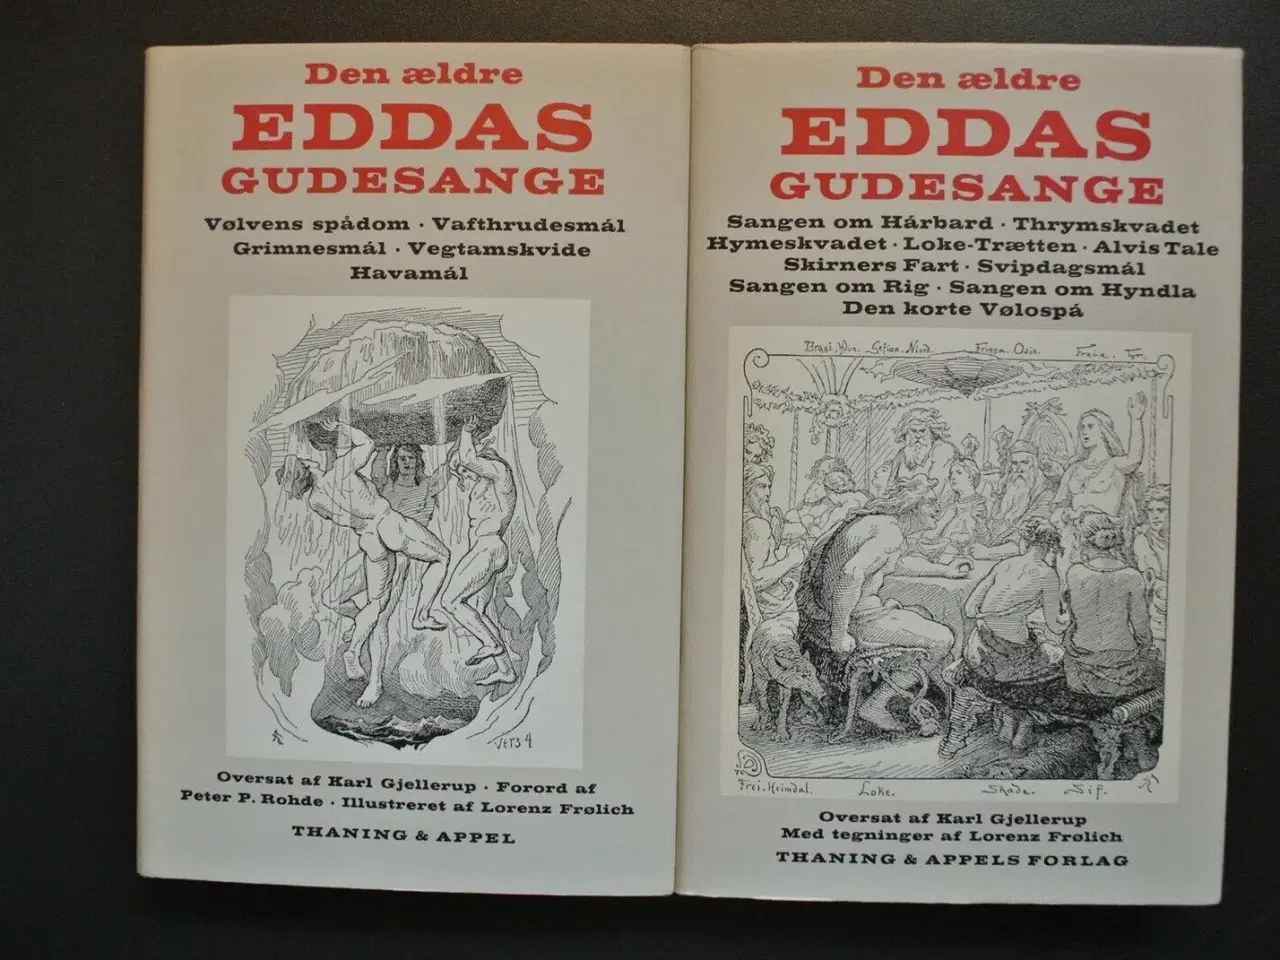 Den ældre
EDDAS
GUDESANGE
Vølvens spådom · Vafthrudesmál
Grimnesmál · Vegtamskvide
Havamál
Vers 4
Oversat af Karl Gjellerup · Forord af
Peter P. Rohde · Illustreret af Lorenz Frølich
THANING & APPEL
Den ældre
EDDAS
GUDESANGE
Sangen om Hárbard · Thrymskvadet
Hymeskvadet · Loke-Trætten · Alvis Tale
Skirners Fart · Svipdagsmál
Sangen om Rig · Sangen om Hyndla
Den korte Vølospá
Bragi. Ydun. Gefion. Niord. Frigga. Odin. Freia. Tyr.
Frei. Heimdal. Loke. Skade. Sif.
Oversat af Karl Gjellerup
Med tegninger af Lorenz Frølich
THANING & APPELS FORLAG